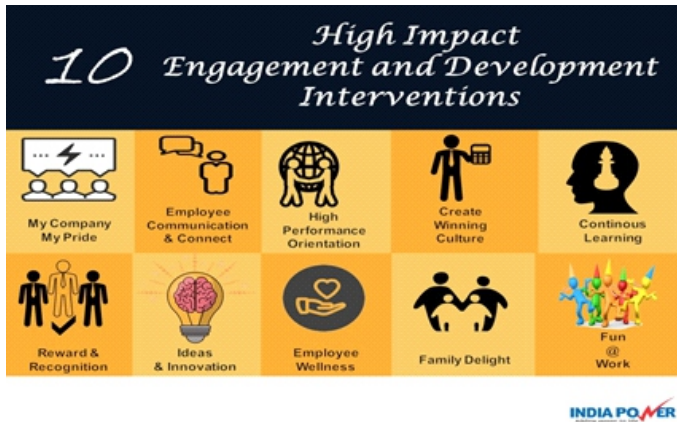 10
High Impact
Engagement and Development
Interventions
My Company
My Pride
Employee
Communication
& Connect
High
Performance
Orientation
Create
Winning
Culture
Continous
Learning
Reward &
Recognition
Ideas
& Innovation
Employee
Wellness
Family Delight
Fun
@
Work
INDIA POWER